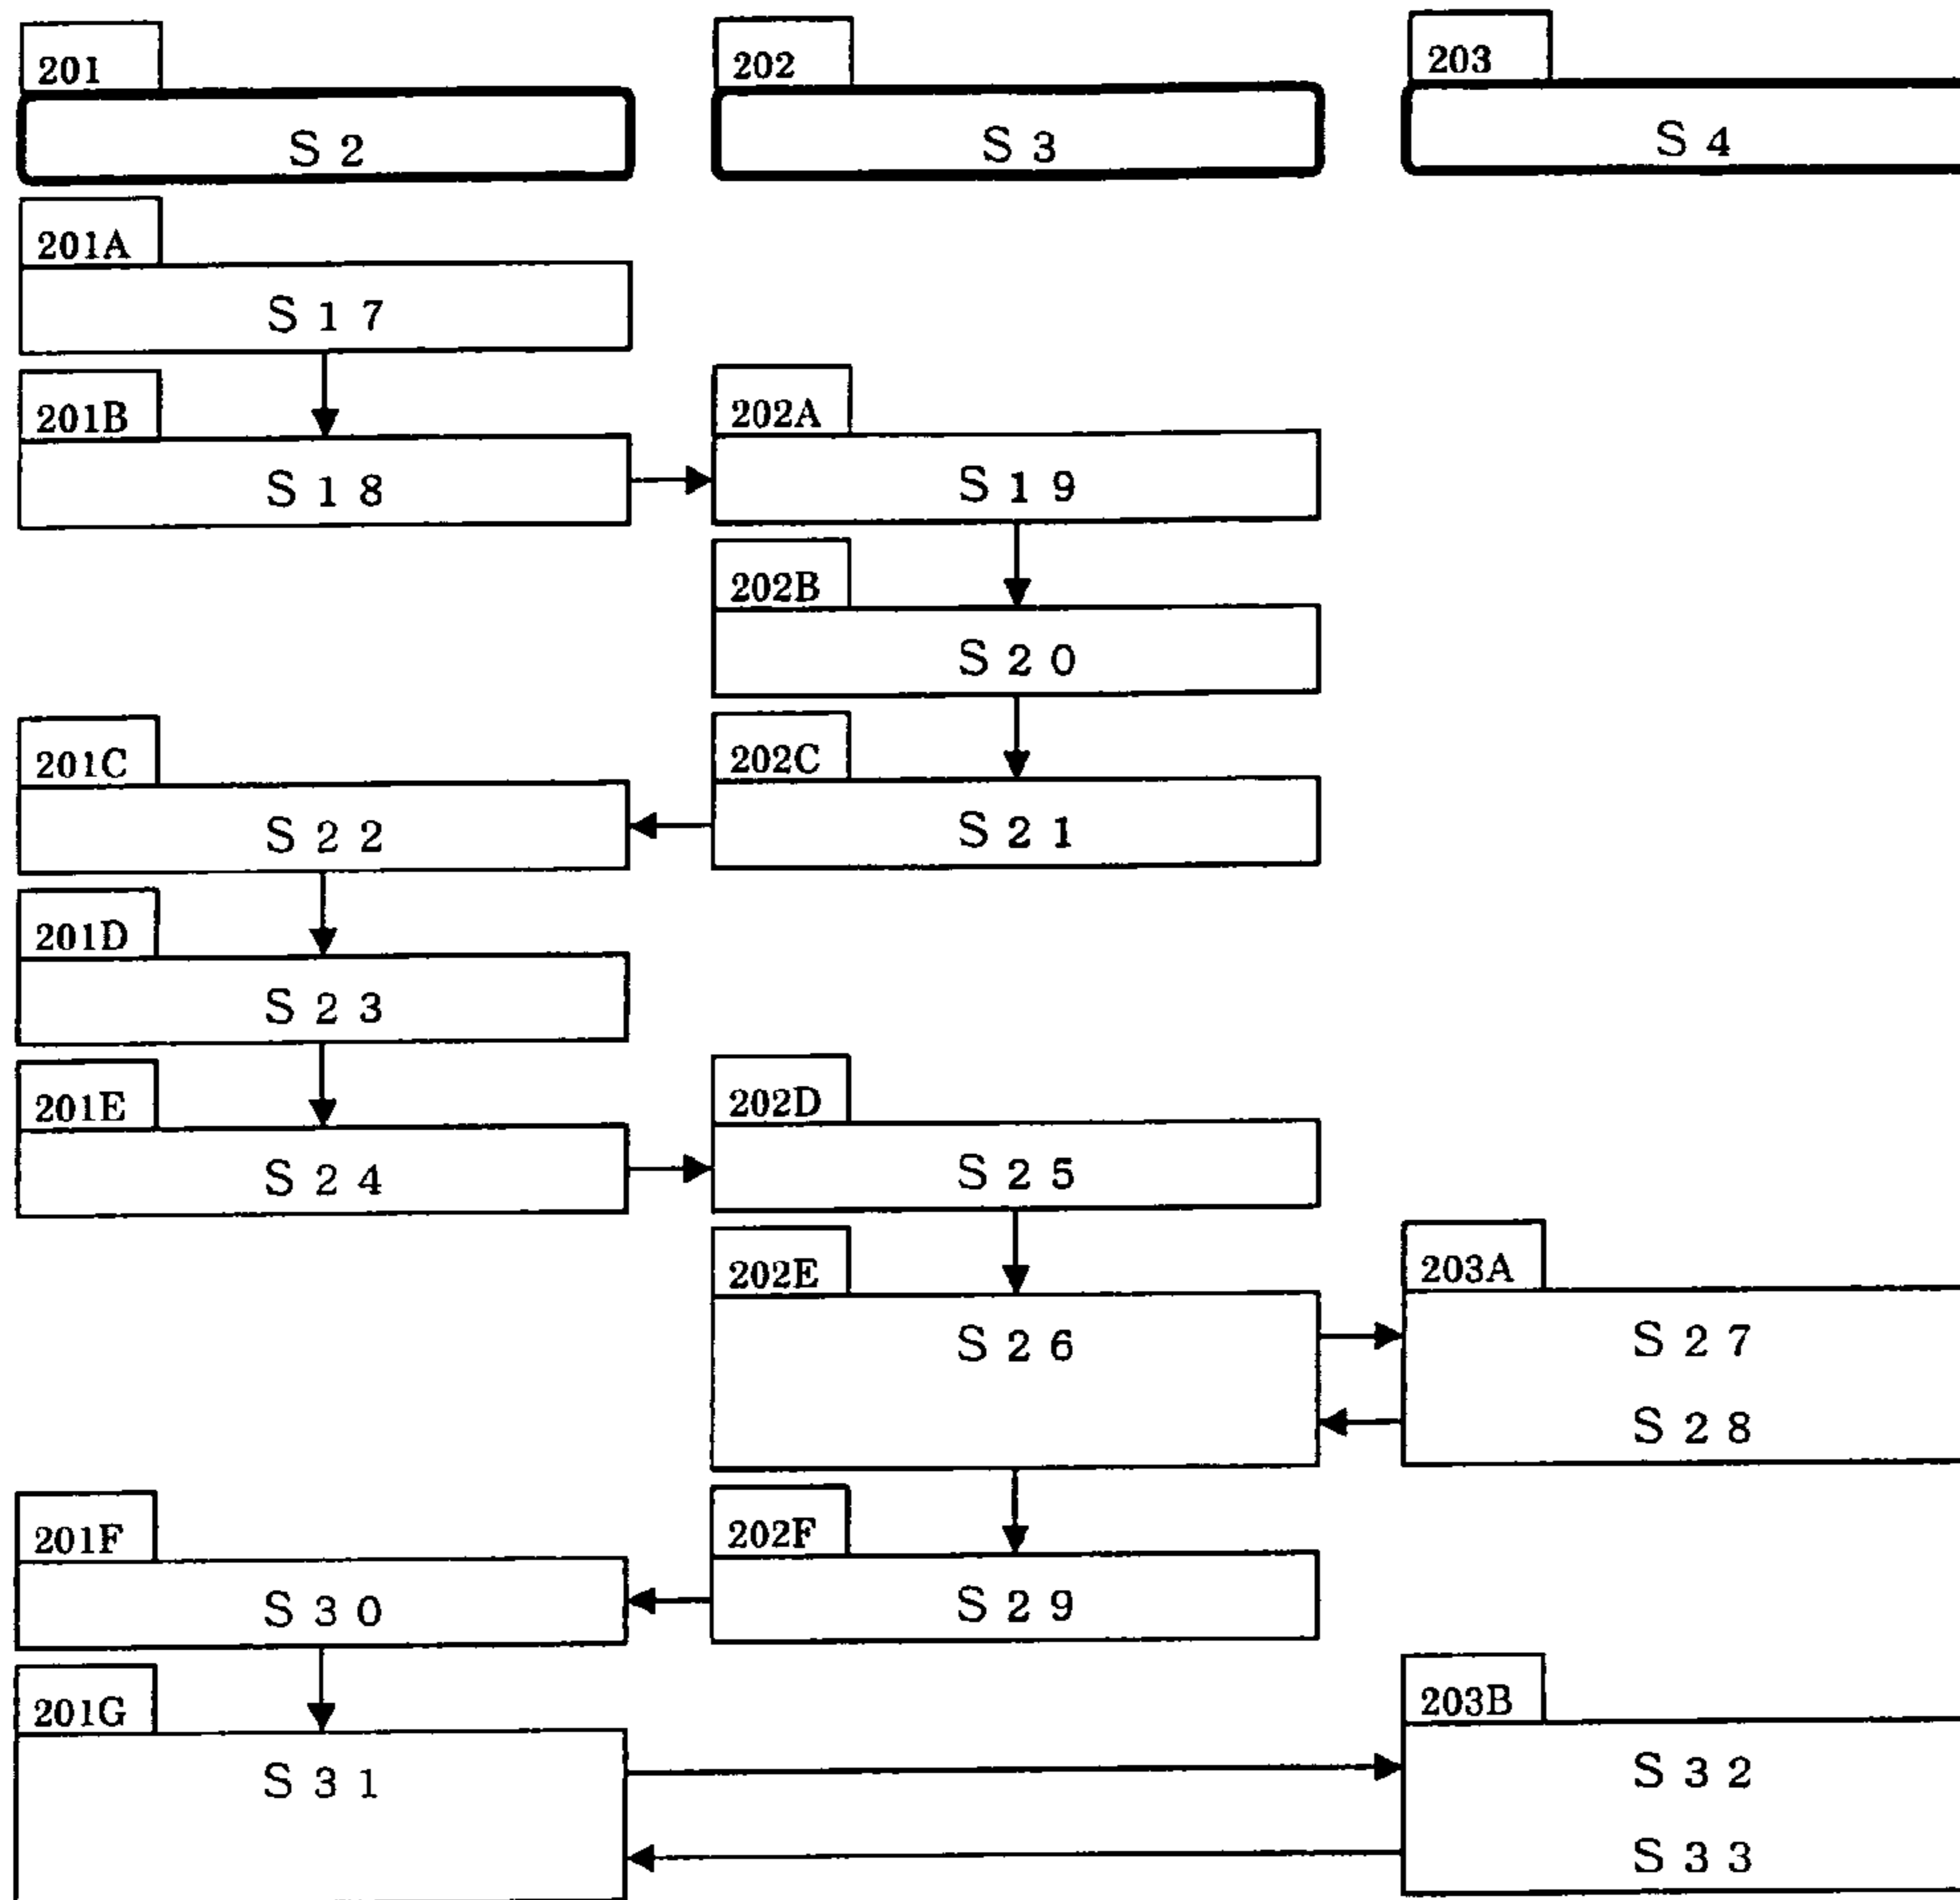 201
S 2
202
S 3
203
S 4
201A
S 1 7
201B
S 1 8
202A
S 1 9
202B
S 2 0
201C
S 2 2
202C
S 2 1
201D
S 2 3
201E
S 2 4
202D
S 2 5
202E
S 2 6
203A
S 2 7
S 2 8
201F
S 3 0
202F
S 2 9
201G
S 3 1
203B
S 3 2
S 3 3